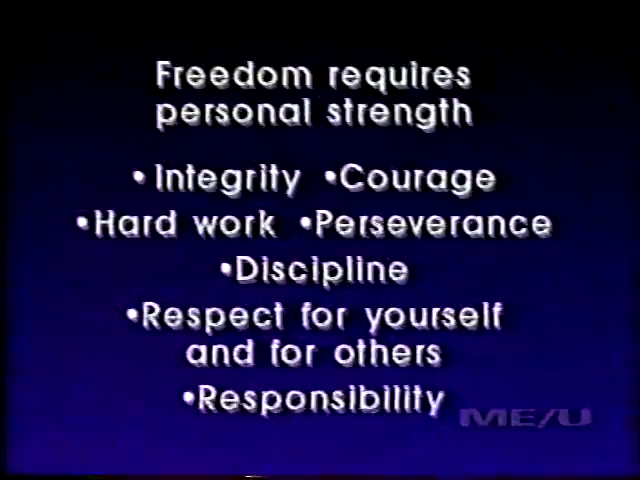 Freedom requires
personal strength
•Integrity •Courage
•Hard work •Perseverance
•Discipline
•Respect for yourself
and for others
•Responsibility
ME/U